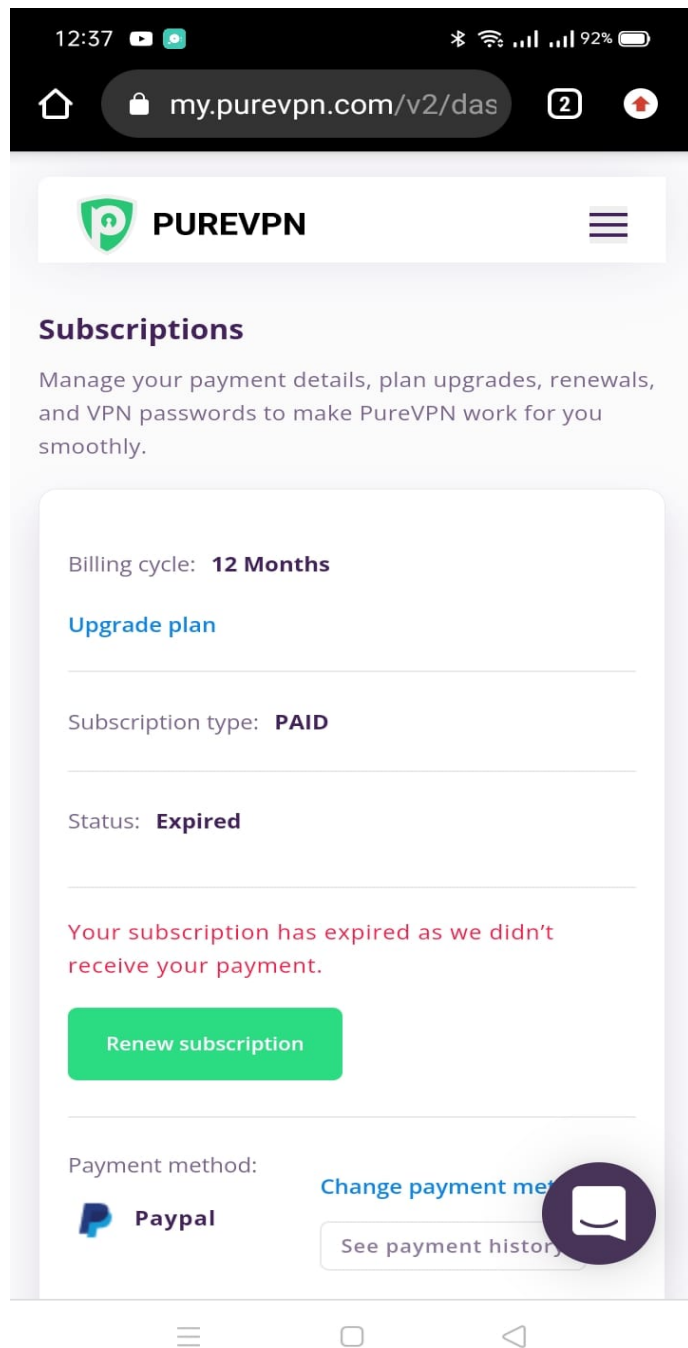 12:37
92%
my.purevpn.com/v2/das
2
PUREVPN
Subscriptions
Manage your payment details, plan upgrades, renewals,
and VPN passwords to make PureVPN work for you
smoothly.
Billing cycle: 12 Months
Upgrade plan
Subscription type: PAID
Status: Expired
Your subscription has expired as we didn’t
receive your payment.
Renew subscription
Payment method:
Change payment met
Paypal
See payment history